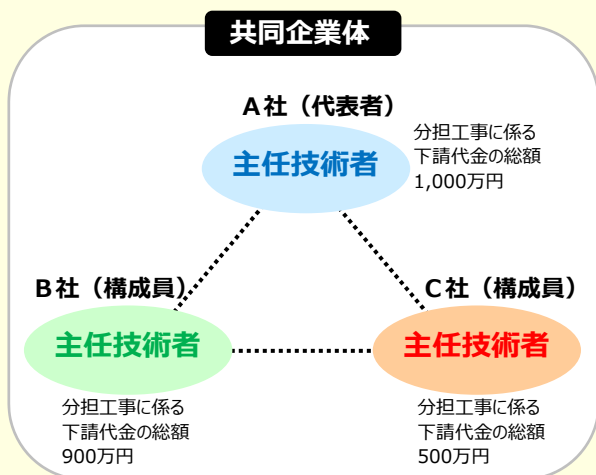 共同企業体
A社（代表者）
主任技術者
分担工事に係る
下請代金の総額
1,000万円
B社（構成員）
主任技術者
分担工事に係る
下請代金の総額
900万円
C社（構成員）
主任技術者
分担工事に係る
下請代金の総額
500万円